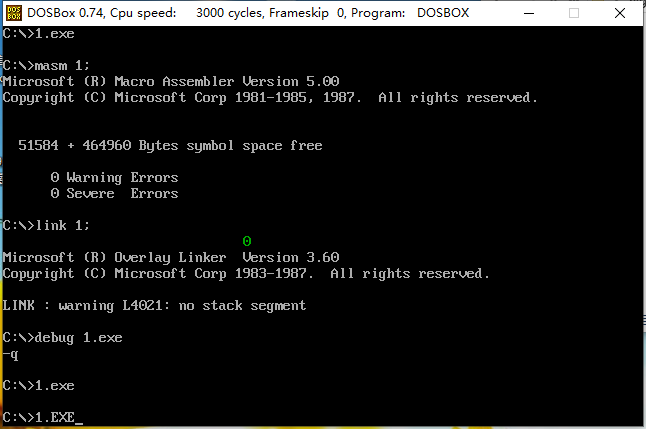 DOSBox 0.74, Cpu speed: 3000 cycles, Frameskip 0, Program: DOSBOX
C:\>1.exe
C:\>masm 1;
Microsoft (R) Macro Assembler Version 5.00
Copyright (C) Microsoft Corp 1981-1985, 1987.  All rights reserved.
51584 + 464960 Bytes symbol space free
0 Warning Errors
0 Severe  Errors
C:\>link 1;
0
Microsoft (R) Overlay Linker  Version 3.60
Copyright (C) Microsoft Corp 1983-1987.  All rights reserved.
LINK : warning L4021: no stack segment
C:\>debug 1.exe
-q
C:\>1.exe
C:\>1.EXE_